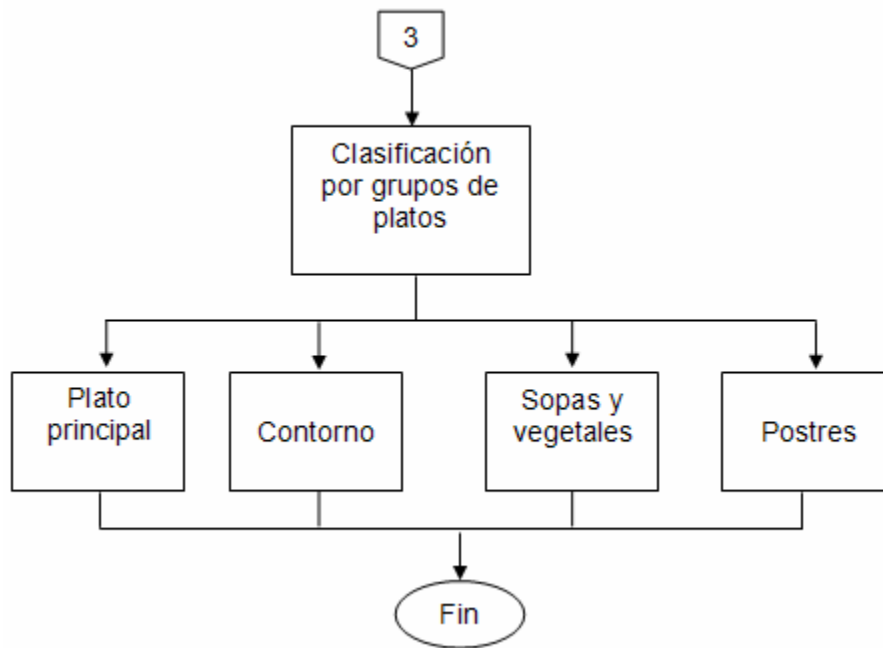 3
Clasificación
por grupos de
platos
Plato
principal
Contorno
Sopas y
vegetales
Postres
Fin